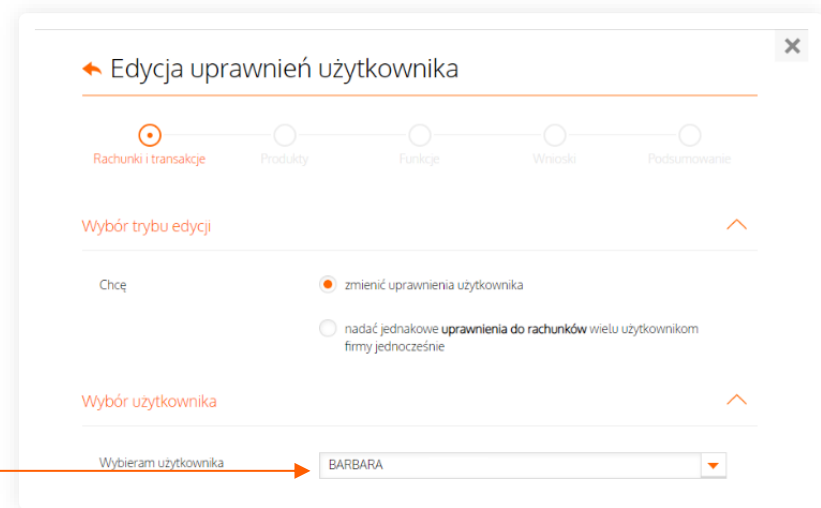 Edycja uprawnień użytkownika
Rachunki i transakcje Produkty Funkcje Wnioski Podsumowanie
Wybór trybu edycji
Chcę zmienić uprawnienia użytkownika
nadać jednakowe uprawnienia do rachunków wielu użytkownikom
firmy jednocześnie
Wybór użytkownika
Wybieram użytkownika BARBARA